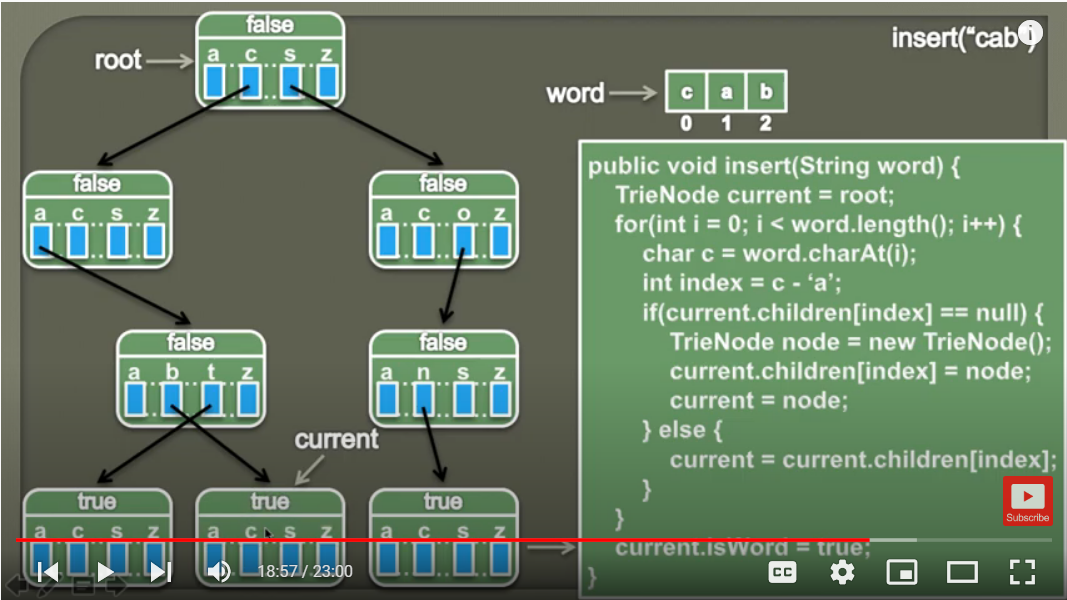 insert("cab")
root
false
a c s z
word
c a b
0 1 2
false
a c s z
false
a c o z
false
a b t z
false
a n s z
current
true
a c s z
true
a c s z
true
a c s z
public void insert(String word) {
TrieNode current = root;
for(int i = 0; i < word.length(); i++) {
char c = word.charAt(i);
int index = c - ‘a’;
if(current.children[index] == null) {
TrieNode node = new TrieNode();
current.children[index] = node;
current = node;
} else {
current = current.children[index];
}
}
current.isWord = true;
}
Subscribe
18:57 / 23:00
CC